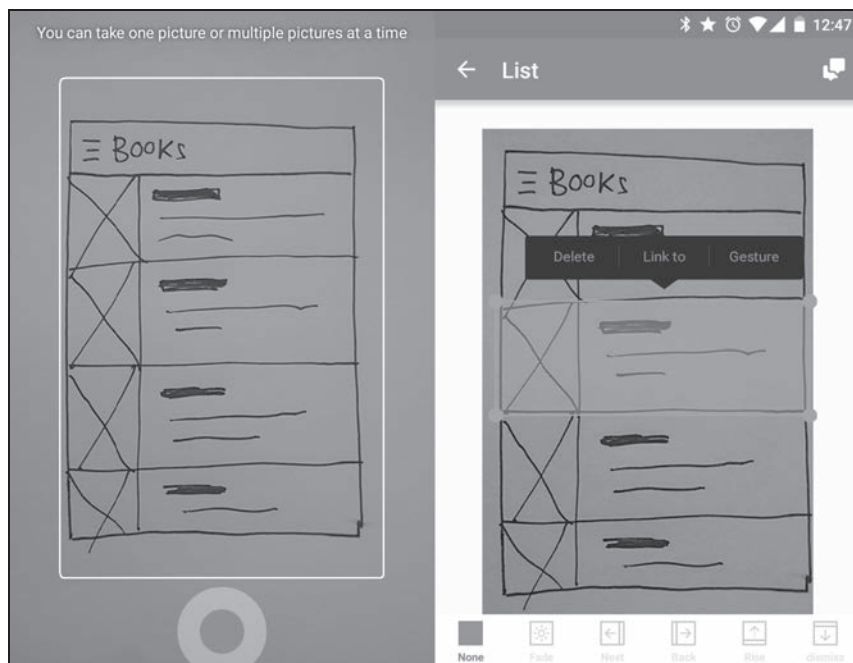 You can take one picture or multiple pictures at a time
BOOKS
12:47
List
BOOKS
Delete Link to Gesture
None Fade Next Back Rise dismiss